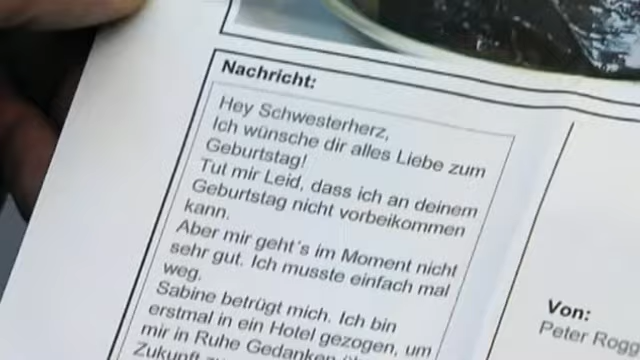 Nachricht:
Hey Schwesterherz,
Ich wünsche dir alles Liebe zum
Geburtstag!
Tut mir Leid, dass ich an deinem
Geburtstag nicht vorbeikommen
kann.
Aber mir geht´s im Moment nicht
sehr gut. Ich musste einfach mal
weg.
Sabine betrügt mich. Ich bin
erstmal in ein Hotel gezogen, um
mir in Ruhe Gedanken
Zukunft
Von:
Peter